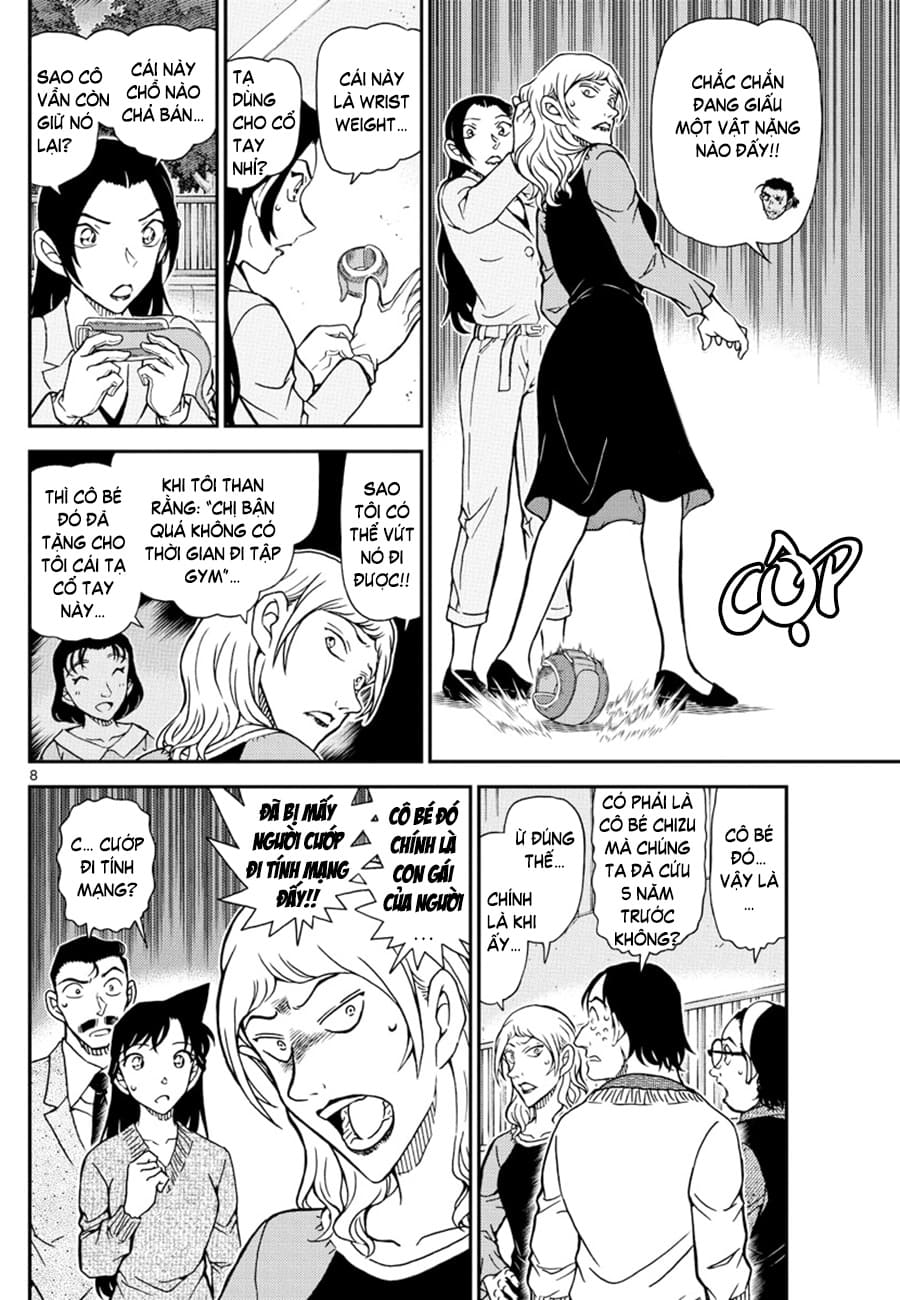 CHẮC CHẮN
ĐANG GIẤU
MỘT VẬT NẶNG
NÀO ĐẤY!!
CỘP
CÁI NÀY
LÀ WRIST
WEIGHT...
TẠ
DÙNG
CHO CỔ
TAY
NHỈ?
CÁI NÀY
CHỖ NÀO
CHẢ BÁN...
SAO CÔ
VẪN CÒN
GIỮ NÓ
LẠI?
SAO
TÔI CÓ
THỂ VỨT
NÓ ĐI
ĐƯỢC!!
KHI TÔI THAN
RẰNG: "CHỊ BẬN
QUÁ KHÔNG CÓ
THỜI GIAN ĐI TẬP
GYM"...
THÌ CÔ BÉ
ĐÓ ĐÃ
TẶNG CHO
TÔI CÁI TẠ
CỔ TAY
NÀY...
8
CÔ BÉ
ĐÓ...
VẬY LÀ
...
CÓ PHẢI LÀ
CÔ BÉ CHIZU
MÀ CHÚNG
TA ĐÃ CỨU
5 NĂM
TRƯỚC
KHÔNG?
Ừ ĐÚNG
THẾ...
CHÍNH
LÀ KHI
ẤY...
CÔ BÉ ĐÓ
CHÍNH LÀ
CON GÁI
CỦA NGƯỜI
...
ĐÃ BỊ MẤY
NGƯỜI CƯỚP
ĐI TÍNH MẠNG
ĐẤY!!
C... CƯỚP
ĐI TÍNH
MẠNG?